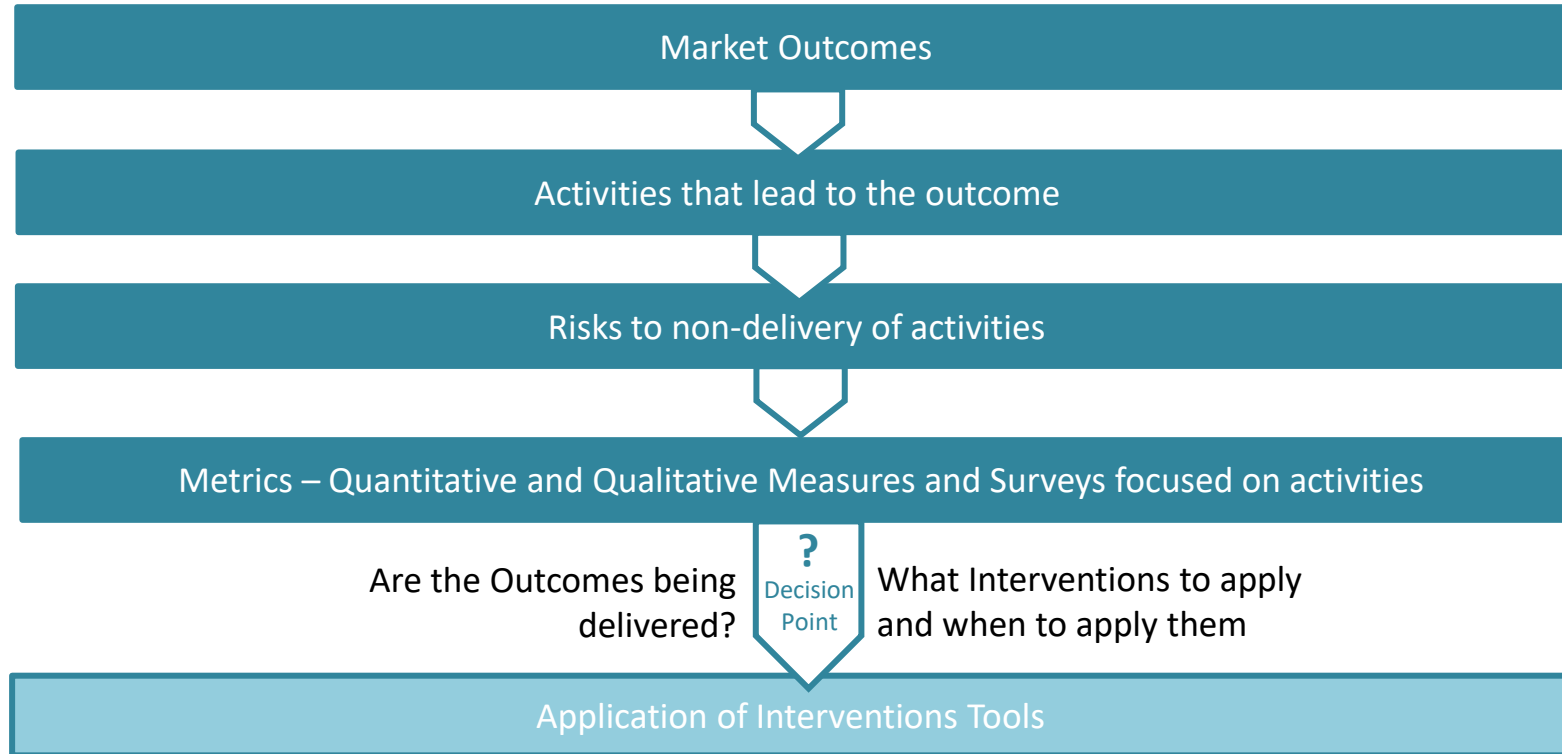 Market Outcomes
Activities that lead to the outcome
Risks to non-delivery of activities
Metrics – Quantitative and Qualitative Measures and Surveys focused on activities
Are the Outcomes being
delivered?
?
Decision
Point
What Interventions to apply
and when to apply them
Application of Interventions Tools